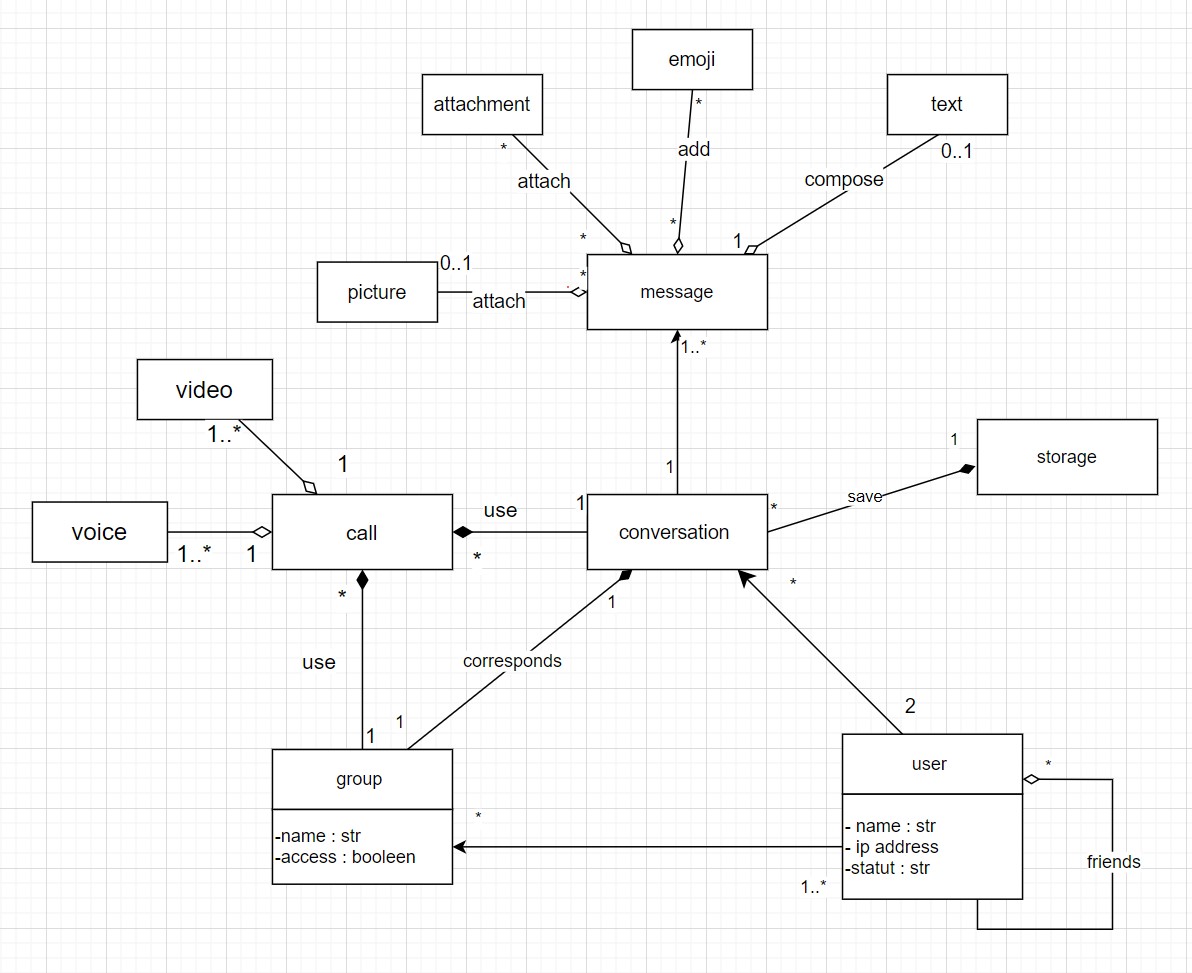 emoji
attachment
*
text
*
add
0..1
attach
compose
*
*
1
picture
0..1
*
attach
message
1..*
video
1..*
1
1
storage
1
save
voice
1..*
1
call
use
*
1
conversation
*
*
use
1
corresponds
*
1
1
2
group
-name : str
-access : booleen
*
user
- name : str
- ip address
-statut : str
*
friends
1..*